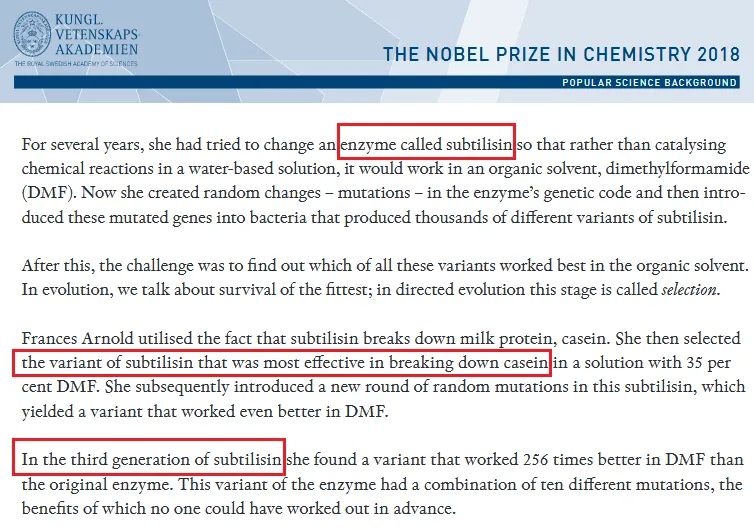 KUNGL.
VETENSKAPS-
AKADEMIEN
THE ROYAL SWEDISH ACADEMY OF SCIENCES
THE NOBEL PRIZE IN CHEMISTRY 2018
POPULAR SCIENCE BACKGROUND
For several years, she had tried to change an enzyme called subtilisin so that rather than catalysing
chemical reactions in a water-based solution, it would work in an organic solvent, dimethylformamide
(DMF). Now she created random changes – mutations – in the enzyme’s genetic code and then intro-
duced these mutated genes into bacteria that produced thousands of different variants of subtilisin.
After this, the challenge was to find out which of all these variants worked best in the organic solvent.
In evolution, we talk about survival of the fittest; in directed evolution this stage is called selection.
Frances Arnold utilised the fact that subtilisin breaks down milk protein, casein. She then selected
the variant of subtilisin that was most effective in breaking down casein in a solution with 35 per
cent DMF. She subsequently introduced a new round of random mutations in this subtilisin, which
yielded a variant that worked even better in DMF.
In the third generation of subtilisin she found a variant that worked 256 times better in DMF than
the original enzyme. This variant of the enzyme had a combination of ten different mutations, the
benefits of which no one could have worked out in advance.